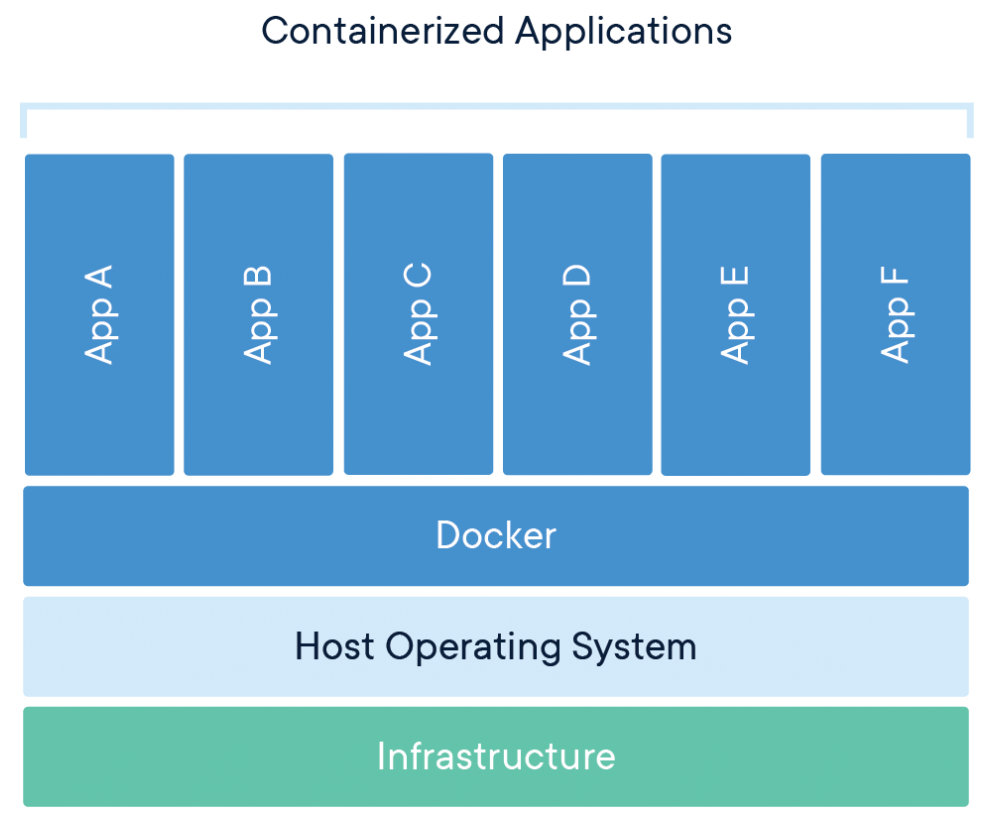 Containerized Applications
App A
App B
App C
App D
App E
App F
Docker
Host Operating System
Infrastructure